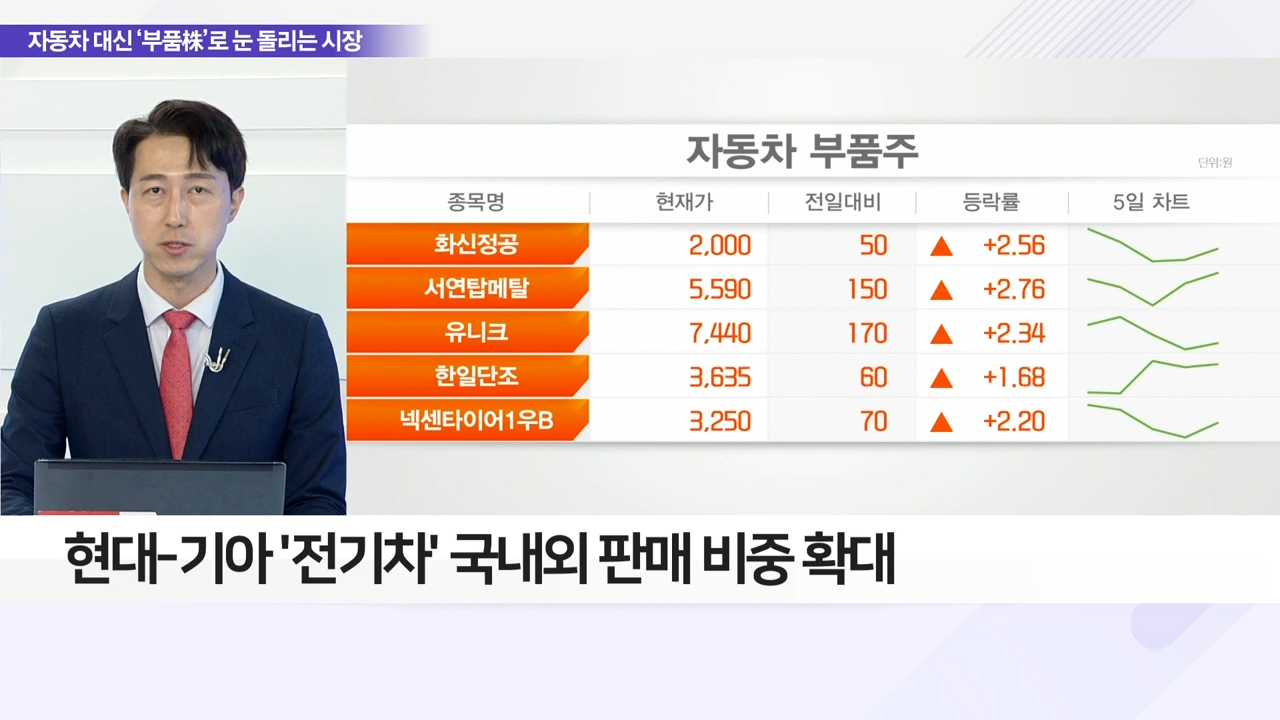 자동차 대신 ‘부품株’로 눈 돌리는 시장
자동차 부품주
단위:원
종목명 현재가 전일대비 등락률 5일 차트
화신정공 2,000 50 ▲ +2.56
서연탑메탈 5,590 150 ▲ +2.76
유니크 7,440 170 ▲ +2.34
한일단조 3,635 60 ▲ +1.68
넥센타이어1우B 3,250 70 ▲ +2.20
현대-기아 '전기차' 국내외 판매 비중 확대